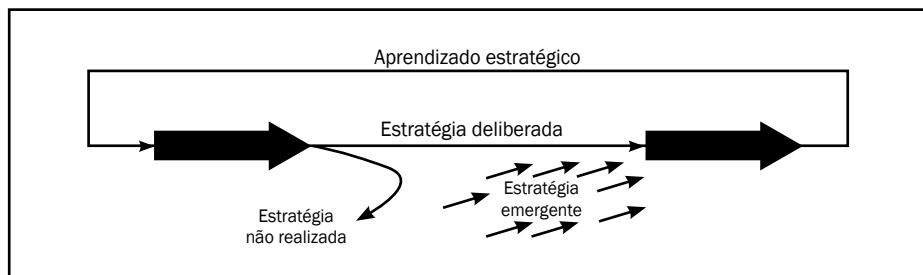 Aprendizado estratégico
Estratégia deliberada
Estratégia
não realizada
Estratégia
emergente